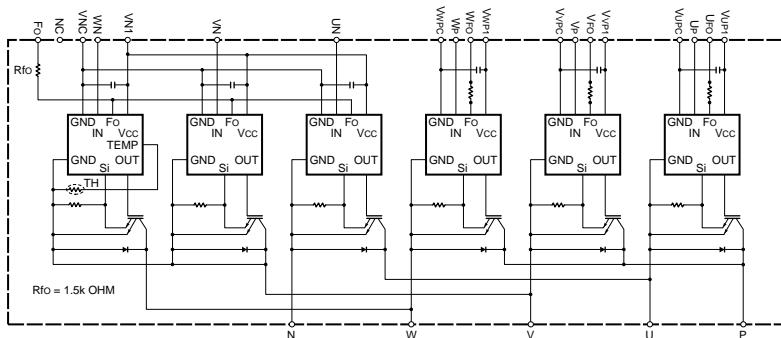 FO NC VNC WN VN1 VN UN VWPC WP WFO VWP1 VVPC VP VFO VVP1 VUPC UP UFO VUP1
RfO
GND FO GND FO GND FO GND FO GND FO GND FO
IN VCC IN VCC IN VCC IN VCC IN VCC IN VCC
TEMP
GND OUT GND OUT GND OUT GND OUT GND OUT GND OUT
Si Si Si Si Si Si
TH
RfO = 1.5k OHM
N W V U P